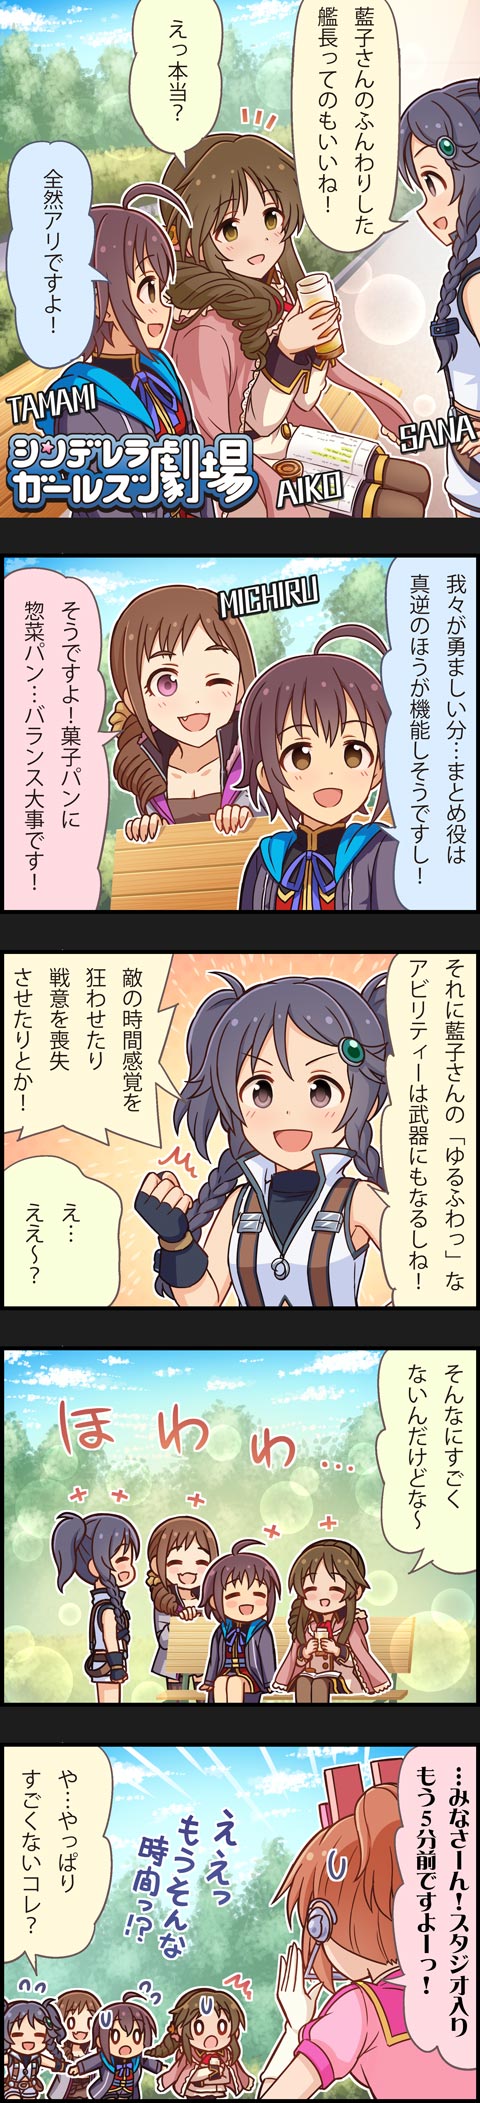 藍子さんのふんわりした
艦長ってのもいいね！
えっ本当？
全然アリですよ！
TAMAMI
AIKO
SANA
シンデレラ
ガールズ劇場
我々が勇ましい分…まとめ役は
真逆のほうが機能しそうですし！
MICHIRU
そうですよ！菓子パンに
惣菜パン…バランス大事です！
それに藍子さんの「ゆるふわっ」な
アビリティーは武器にもなるしね！
敵の時間感覚を
狂わせたり
戦意を喪失
させたりとか！
え…
ええ～？
そんなにすごく
ないんだけどな～
ほわわ…
…みなさーん！スタジオ入り
もう5分前ですよーっ！
ええっ
もうそんな
時間っ!?
や…やっぱり
すごくないコレ？